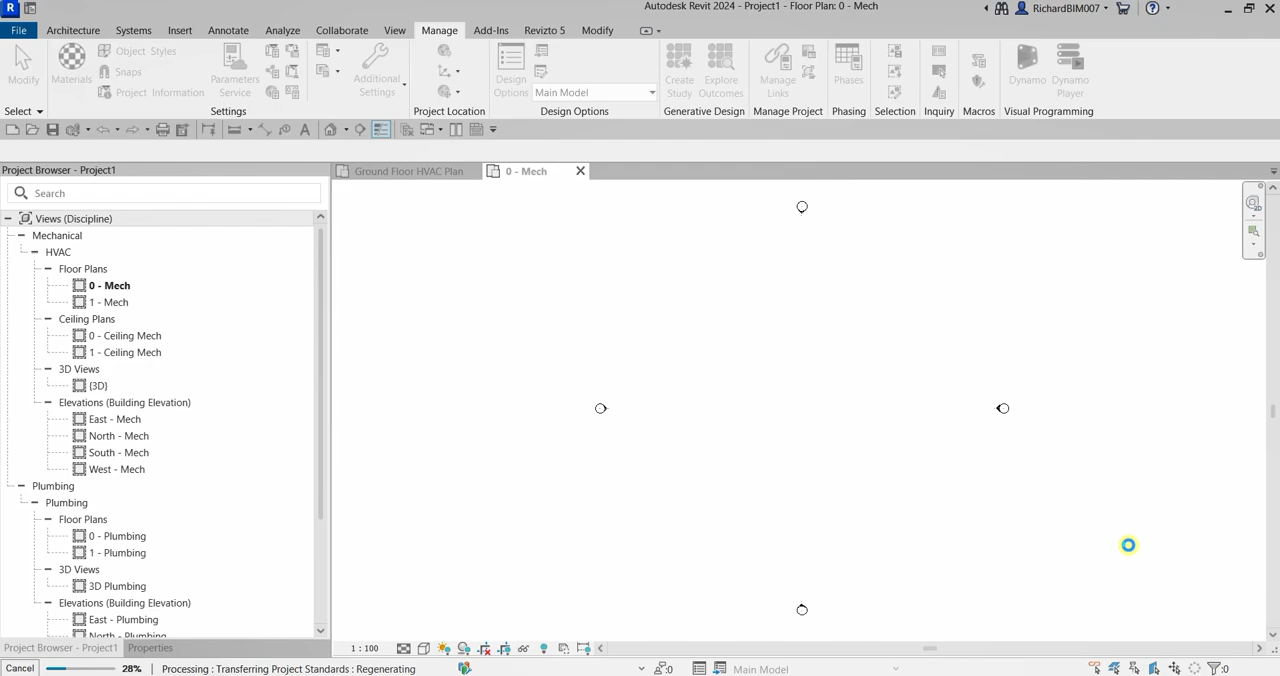 R Autodesk Revit 2024 - Project1 - Floor Plan: 0 - Mech RichardBIM007 ?
File Architecture Systems Insert Annotate Analyze Collaborate View Manage Add-Ins Revizto 5 Modify
Modify Materials Object Styles Snaps Project Information Parameters Service Additional Settings Design Options Main Model Create Study Explore Outcomes Manage Links Phases Dynamo Dynamo Player
Select Settings Project Location Design Options Generative Design Manage Project Phasing Selection Inquiry Macros Visual Programming
A
Project Browser - Project1
Ground Floor HVAC Plan 0 - Mech
Search
Views (Discipline)
Mechanical
HVAC
Floor Plans
0 - Mech
1 - Mech
Ceiling Plans
0 - Ceiling Mech
1 - Ceiling Mech
3D Views
{3D}
Elevations (Building Elevation)
East - Mech
North - Mech
South - Mech
West - Mech
Plumbing
Plumbing
Floor Plans
0 - Plumbing
1 - Plumbing
3D Views
3D Plumbing
Elevations (Building Elevation)
East - Plumbing
North - Plumbing
Project Browser - Project1 Properties
1 : 100
Cancel 28% Processing : Transferring Project Standards : Regenerating :0 Main Model :0
2D